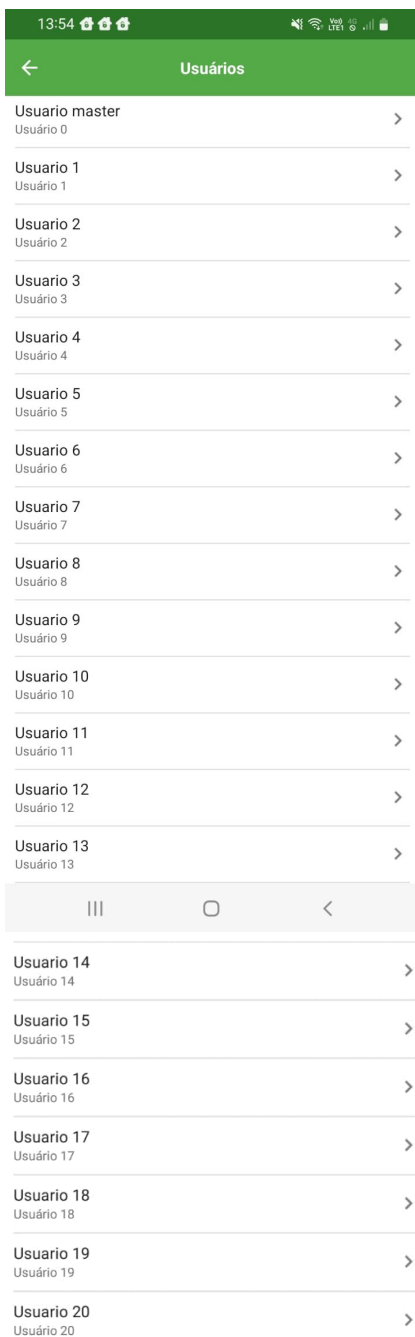 13:54
Vo))
LTE1
4G
Usuários
Usuario master
Usuário 0
Usuario 1
Usuário 1
Usuario 2
Usuário 2
Usuario 3
Usuário 3
Usuario 4
Usuário 4
Usuario 5
Usuário 5
Usuario 6
Usuário 6
Usuario 7
Usuário 7
Usuario 8
Usuário 8
Usuario 9
Usuário 9
Usuario 10
Usuário 10
Usuario 11
Usuário 11
Usuario 12
Usuário 12
Usuario 13
Usuário 13
Usuario 14
Usuário 14
Usuario 15
Usuário 15
Usuario 16
Usuário 16
Usuario 17
Usuário 17
Usuario 18
Usuário 18
Usuario 19
Usuário 19
Usuario 20
Usuário 20